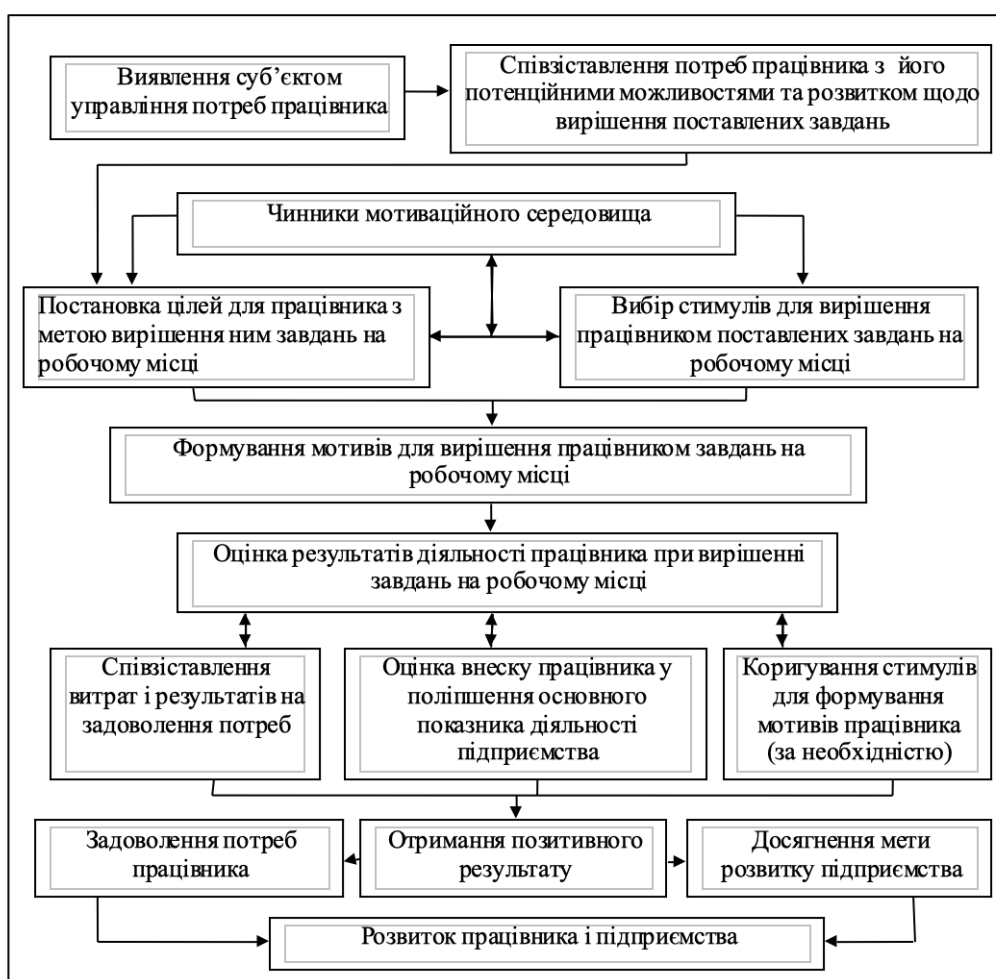 Виявлення суб’єктом
управління потреб працівника
Співзіставлення потреб працівника з його
потенційними можливостями та розвитком щодо
вирішення поставлених завдань
Чинники мотиваційного середовища
Постановка цілей для працівника з
метою вирішення ним завдань на
робочому місці
Вибір стимулів для вирішення
працівником поставлених завдань на
робочому місці
Формування мотивів для вирішення працівником завдань на
робочому місці
Оцінка результатів діяльності працівника при вирішенні
завдань на робочому місці
Співзіставлення
витрат і результатів на
задоволення потреб
Оцінка внеску працівника у
поліпшення основного
показника діяльності
підприємства
Коригування стимулів
для формування
мотивів працівника
(за необхідністю)
Задоволення потреб
працівника
Отримання позитивного
результату
Досягнення мети
розвитку підприємства
Розвиток працівника і підприємства